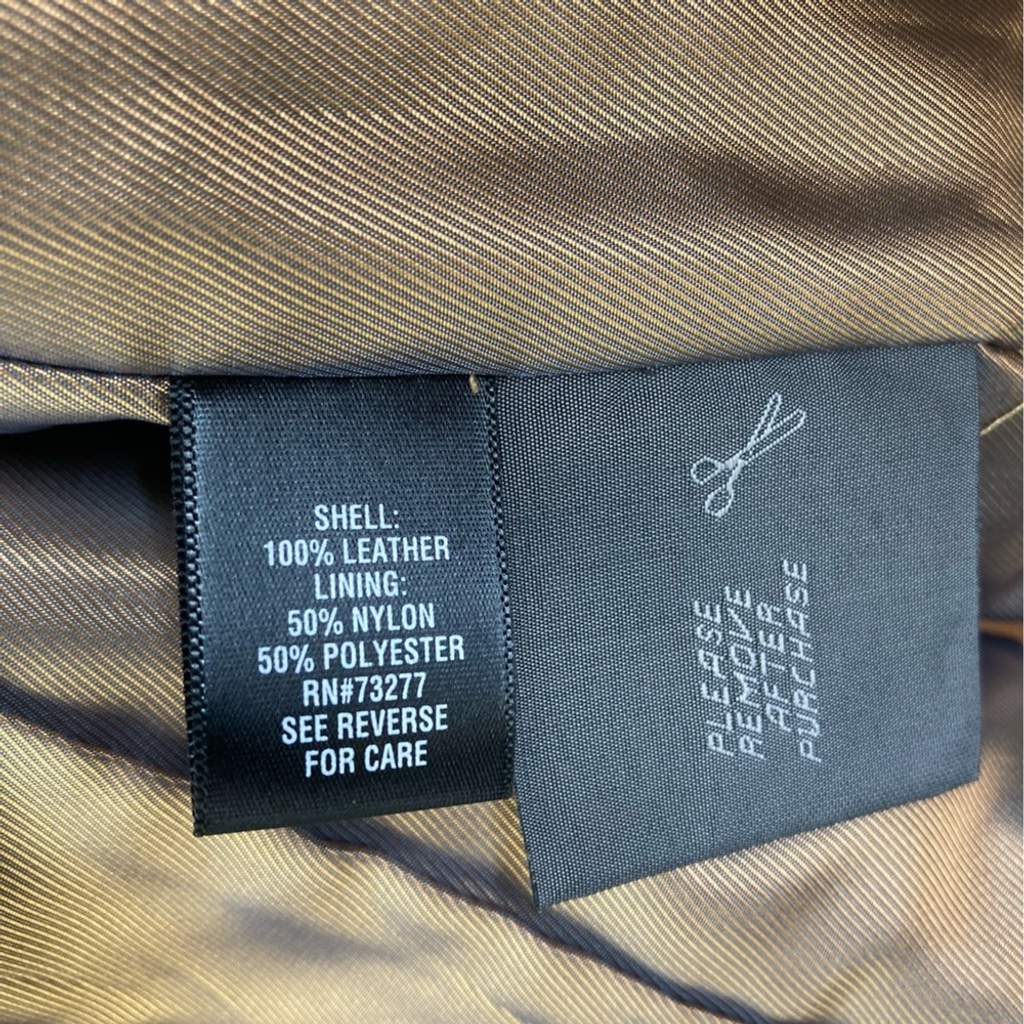 SHELL:
100% LEATHER
LINING:
50% NYLON
50% POLYESTER
RN#73277
SEE REVERSE
FOR CARE
PLEASE
REMOVE
AFTER
PURCHASE